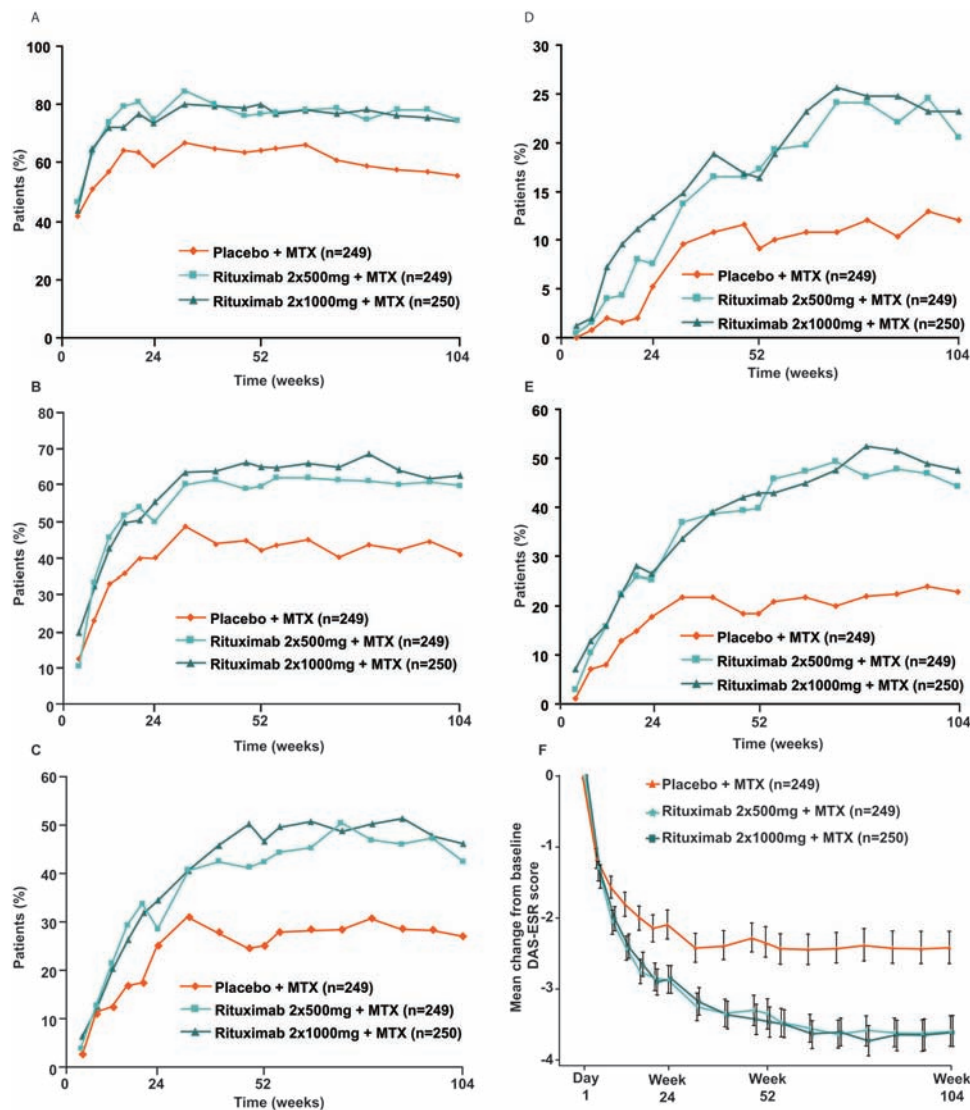 A
100
80
60
40
20
0
Patients (%)
Placebo + MTX (n=249)
Rituximab 2x500mg + MTX (n=249)
Rituximab 2x1000mg + MTX (n=250)
0 24 52 104
Time (weeks)
B
80
70
60
50
40
30
20
10
0
Patients (%)
Placebo + MTX (n=249)
Rituximab 2x500mg + MTX (n=249)
Rituximab 2x1000mg + MTX (n=250)
0 24 52 104
Time (weeks)
C
60
50
40
30
20
10
0
Patients (%)
Placebo + MTX (n=249)
Rituximab 2x500mg + MTX (n=249)
Rituximab 2x1000mg + MTX (n=250)
0 24 52 104
Time (weeks)
D
30
25
20
15
10
5
0
Patients (%)
Placebo + MTX (n=249)
Rituximab 2x500mg + MTX (n=249)
Rituximab 2x1000mg + MTX (n=250)
0 24 52 104
Time (weeks)
E
60
50
40
30
20
10
0
Patients (%)
Placebo + MTX (n=249)
Rituximab 2x500mg + MTX (n=249)
Rituximab 2x1000mg + MTX (n=250)
0 24 52 104
Time (weeks)
F
0
-1
-2
-3
-4
Mean change from baseline
DAS-ESR score
Placebo + MTX (n=249)
Rituximab 2x500mg + MTX (n=249)
Rituximab 2x1000mg + MTX (n=250)
Day Week Week Week
1 24 52 104